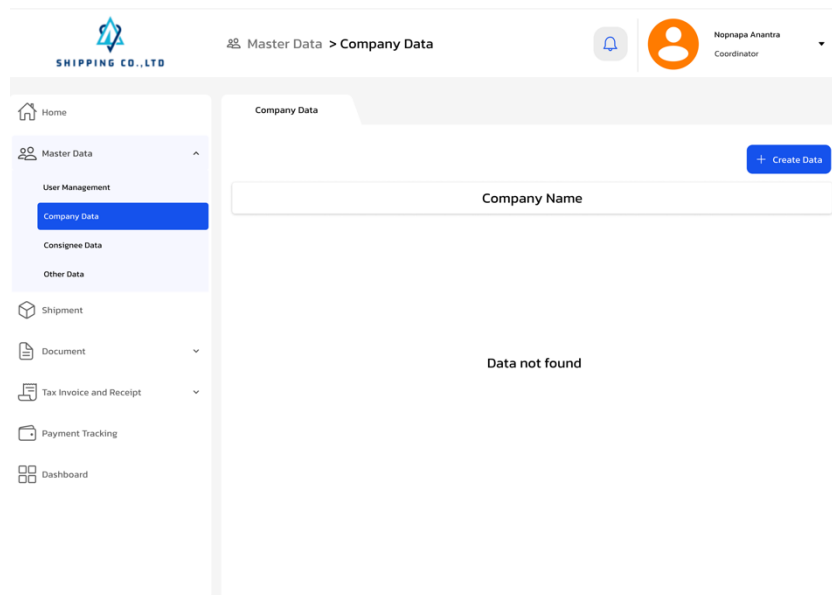 SHIPPING CO.,LTD
Master Data > Company Data
Nopnapa Anantra
Coordinator
Home
Master Data
User Management
Company Data
Consignee Data
Other Data
Shipment
Document
Tax Invoice and Receipt
Payment Tracking
Dashboard
Company Data
+ Create Data
Company Name
Data not found